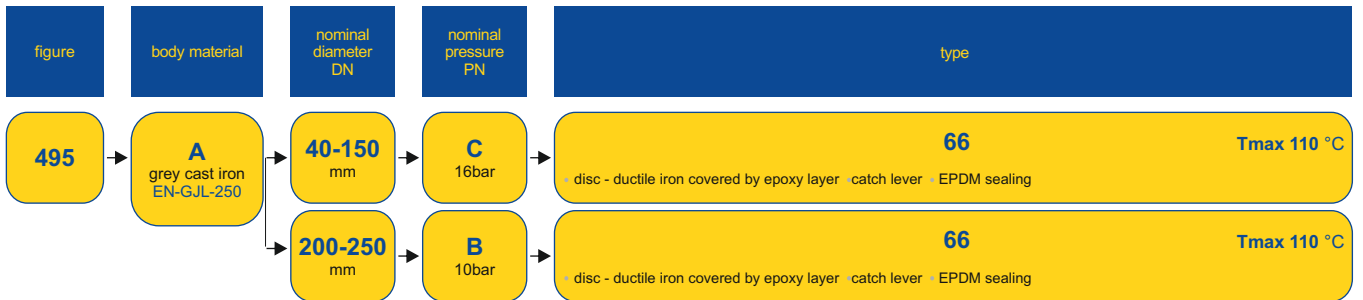 figure
body material
nominal
diameter
DN
nominal
pressure
PN
type
495
A
grey cast iron
EN-GJL-250
40-150
mm
C
16bar
66
Tmax 110 °C
• disc - ductile iron covered by epoxy layer •catch lever • EPDM sealing
200-250
mm
B
10bar
66
Tmax 110 °C
• disc - ductile iron covered by epoxy layer •catch lever • EPDM sealing